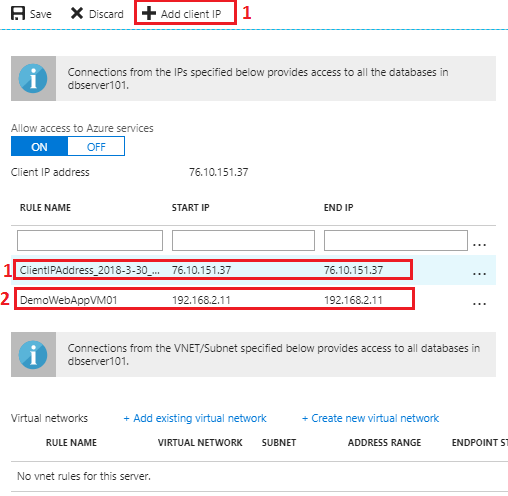 Save Discard Add client IP 1
Connections from the IPs specified below provides access to all the databases in
dbserver101.
Allow access to Azure services
ON OFF
Client IP address 76.10.151.37
RULE NAME START IP END IP
...
1 ClientIPAddress_2018-3-30_... 76.10.151.37 76.10.151.37 ...
2 DemoWebAppVM01 192.168.2.11 192.168.2.11 ...
Connections from the VNET/Subnet specified below provides access to all databases in
dbserver101.
Virtual networks + Add existing virtual network + Create new virtual network
RULE NAME VIRTUAL NETWORK SUBNET ADDRESS RANGE ENDPOINT ST
No vnet rules for this server.